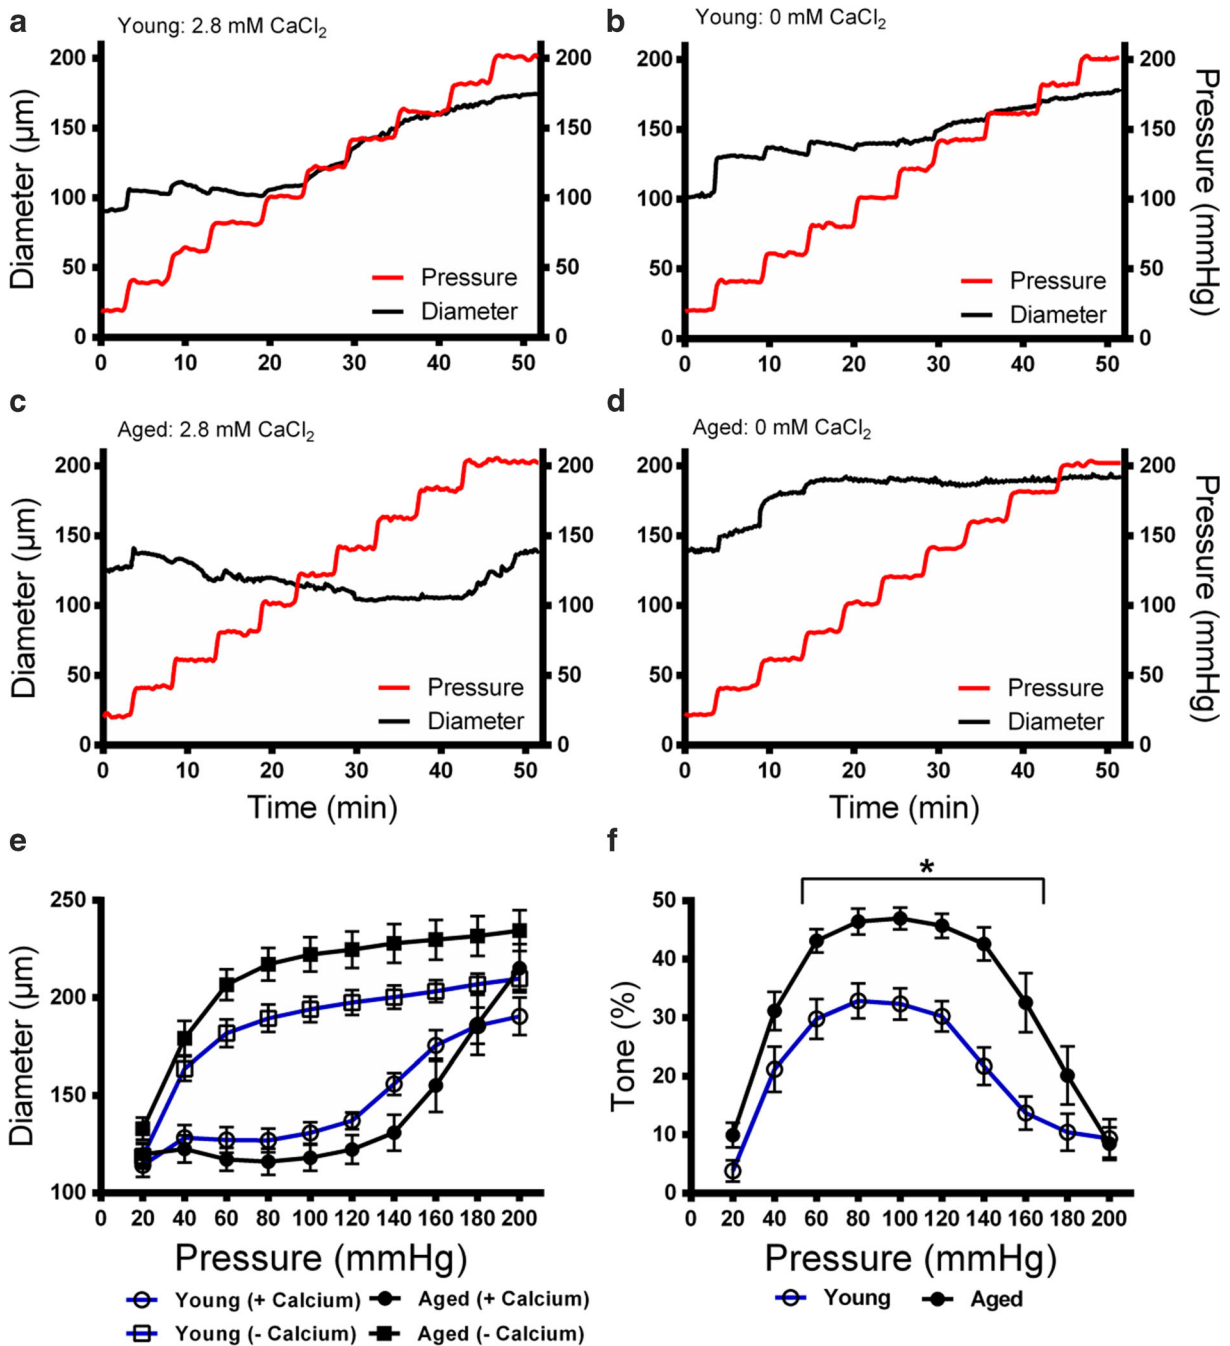 a
Young: 2.8 mM CaCl2
Diameter (µm)
200
150
100
50
0
200
150
100
50
0
Pressure
Diameter
0 10 20 30 40 50
b
Young: 0 mM CaCl2
200
150
100
50
0
200
150
100
50
0
Pressure (mmHg)
Pressure
Diameter
0 10 20 30 40 50
c
Aged: 2.8 mM CaCl2
Diameter (µm)
200
150
100
50
0
200
150
100
50
0
Pressure
Diameter
0 10 20 30 40 50
Time (min)
d
Aged: 0 mM CaCl2
200
150
100
50
0
200
150
100
50
0
Pressure (mmHg)
Pressure
Diameter
0 10 20 30 40 50
Time (min)
e
Diameter (µm)
250
200
150
100
0 20 40 60 80 100 120 140 160 180 200
Pressure (mmHg)
Young (+ Calcium) Aged (+ Calcium)
Young (- Calcium) Aged (- Calcium)
f
*
Tone (%)
50
40
30
20
10
0
0 20 40 60 80 100 120 140 160 180 200
Pressure (mmHg)
Young Aged